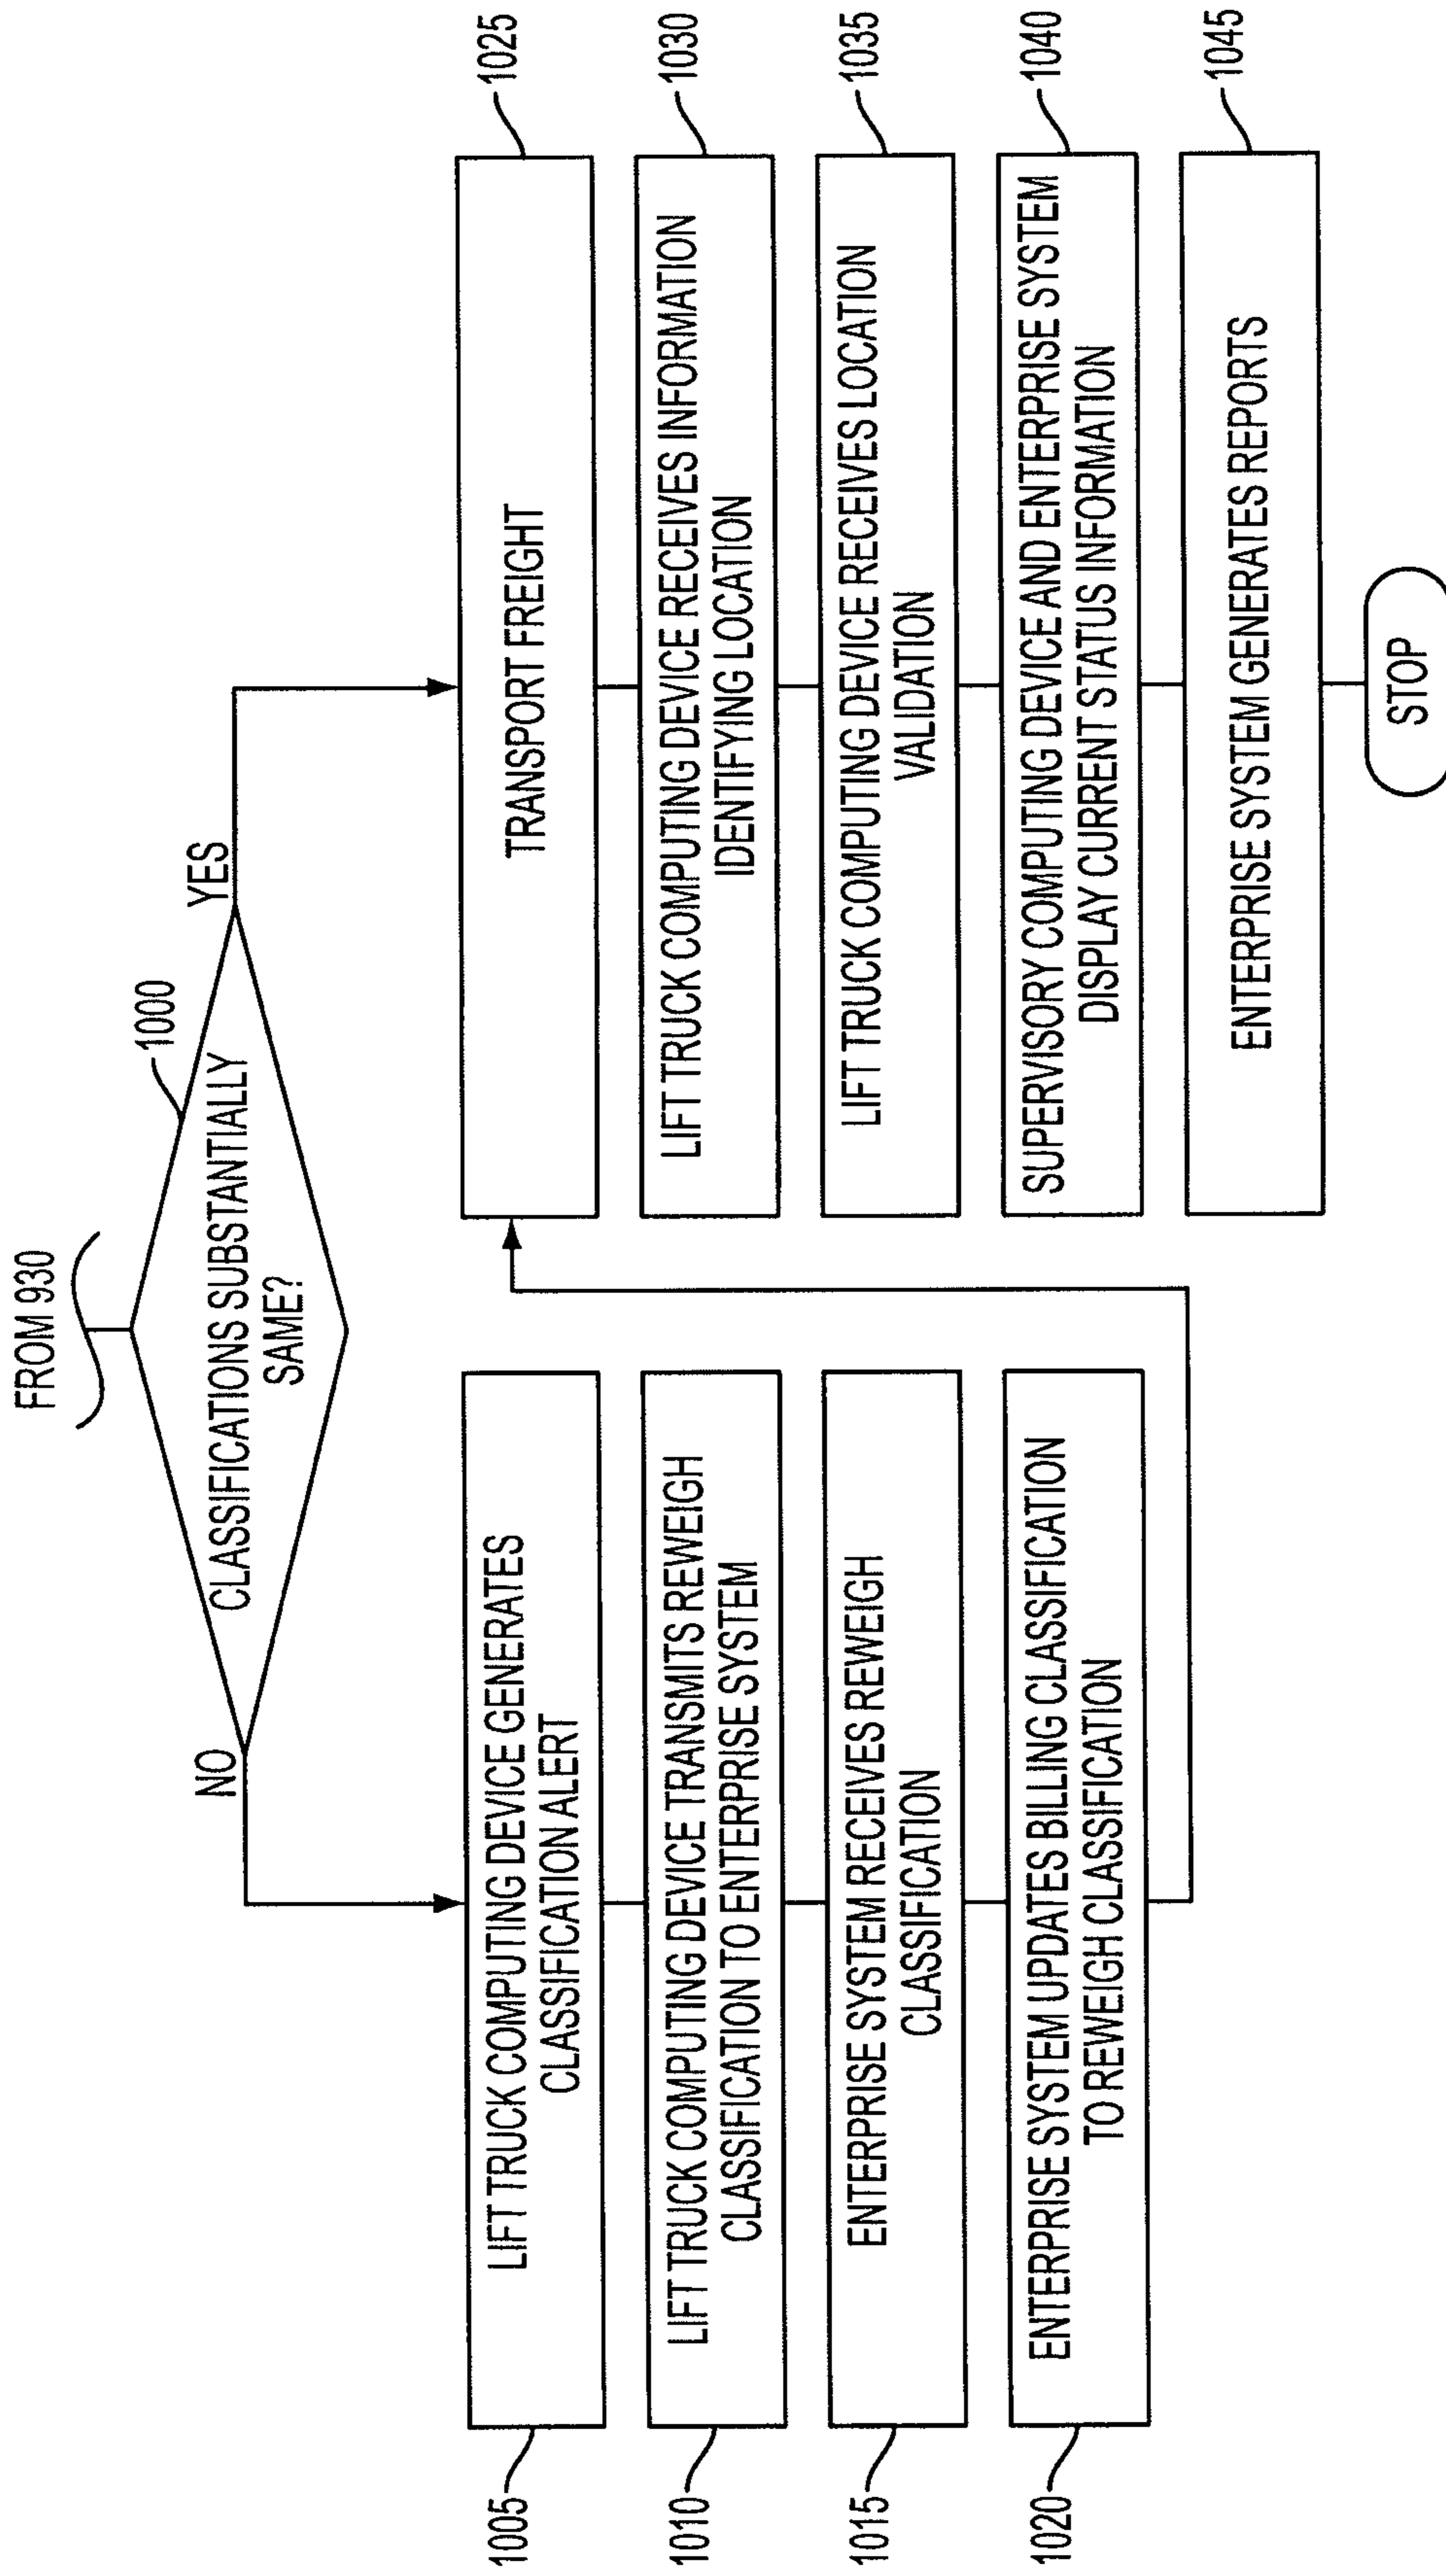 FROM 930
1000
CLASSIFICATIONS SUBSTANTIALLY
SAME?
NO
YES
1005
LIFT TRUCK COMPUTING DEVICE GENERATES
CLASSIFICATION ALERT
1010
LIFT TRUCK COMPUTING DEVICE TRANSMITS REWEIGH
CLASSIFICATION TO ENTERPRISE SYSTEM
1015
ENTERPRISE SYSTEM RECEIVES REWEIGH
CLASSIFICATION
1020
ENTERPRISE SYSTEM UPDATES BILLING CLASSIFICATION
TO REWEIGH CLASSIFICATION
TRANSPORT FREIGHT
1025
LIFT TRUCK COMPUTING DEVICE RECEIVES INFORMATION
IDENTIFYING LOCATION
1030
LIFT TRUCK COMPUTING DEVICE RECEIVES LOCATION
VALIDATION
1035
SUPERVISORY COMPUTING DEVICE AND ENTERPRISE SYSTEM
DISPLAY CURRENT STATUS INFORMATION
1040
ENTERPRISE SYSTEM GENERATES REPORTS
1045
STOP